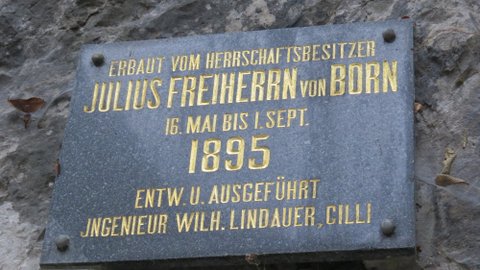 ERBAUT VOM HERRSCHAFTSBESITZER
JULIUS FREIHERRN VON BORN
16. MAI BIS 1. SEPT.
1895
ENTW. U. AUSGEFÜHRT
JNGENIEUR WILH. LINDAUER, CILLI